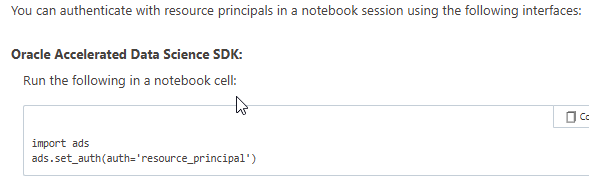 You can authenticate with resource principals in a notebook session using the following interfaces:
Oracle Accelerated Data Science SDK:
Run the following in a notebook cell:
import ads
ads.set_auth(auth='resource_principal')